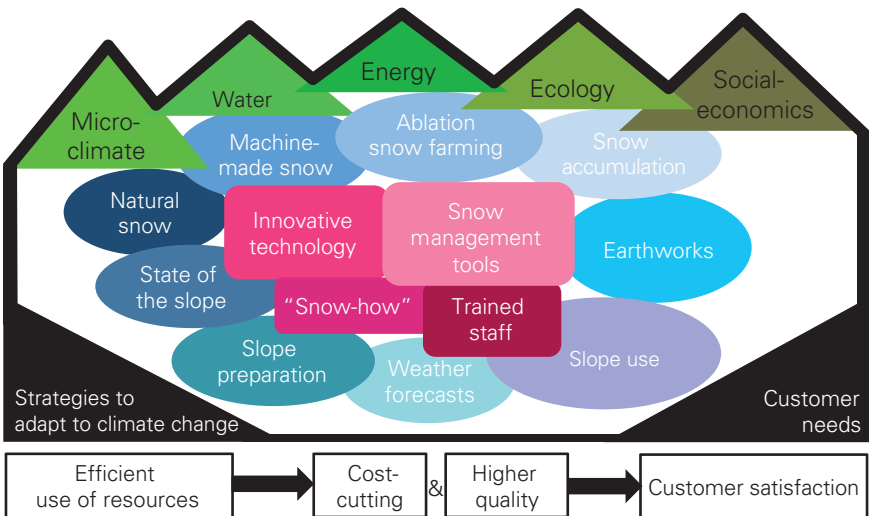 Micro-
climate
Water
Energy
Ecology
Social-
economics
Machine-
made snow
Ablation
snow farming
Snow
accumulation
Natural
snow
Innovative
technology
Snow
management
tools
Earthworks
State of
the slope
“Snow-how”
Trained
staff
Slope
preparation
Weather
forecasts
Slope use
Strategies to
adapt to climate change
Customer
needs
Efficient
use of resources
Cost-
cutting
&
Higher
quality
Customer satisfaction